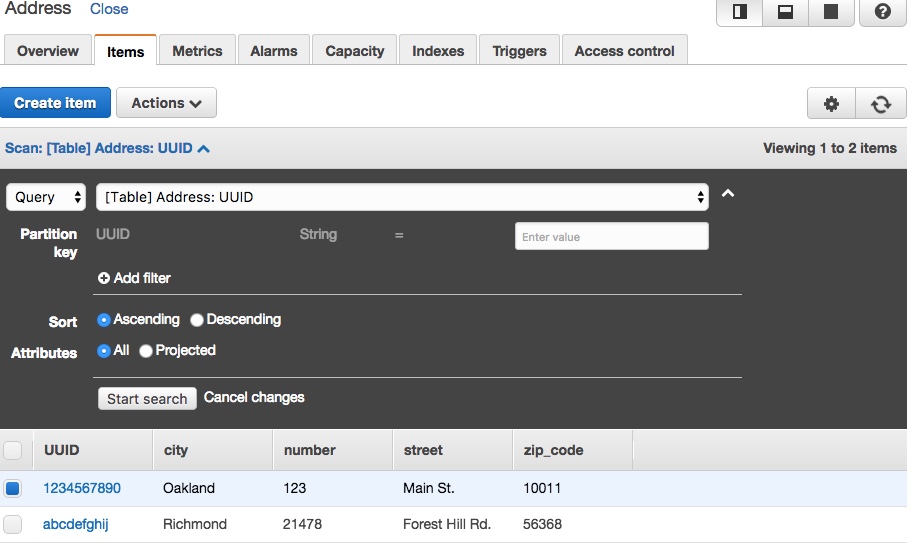 Address Close
?
Overview Items Metrics Alarms Capacity Indexes Triggers Access control
Create item Actions
Scan: [Table] Address: UUID Viewing 1 to 2 items
Query [Table] Address: UUID
Partition key UUID String = Enter value
Add filter
Sort Ascending Descending
Attributes All Projected
Start search Cancel changes
UUID city number street zip_code
1234567890 Oakland 123 Main St. 10011
abcdefghij Richmond 21478 Forest Hill Rd. 56368